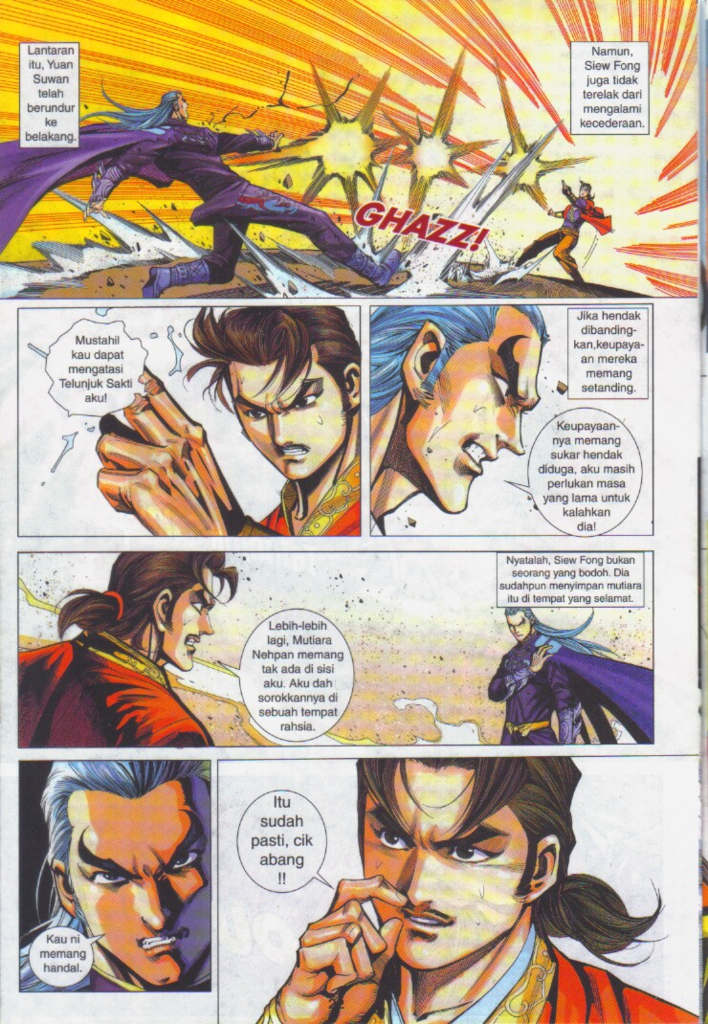 Lantaran
itu, Yuan
Suwan
telah
berundur
ke
belakang.
Namun,
Siew Fong
juga tidak
terelak dari
mengalami
kecederaan.
GHAZZ!
Mustahil
kau dapat
mengatasi
Telunjuk Sakti
aku!
Jika hendak
dibanding-
kan,keupaya-
an mereka
memang
setanding.
Keupayaan-
nya memang
sukar hendak
diduga, aku masih
perlukan masa
yang lama untuk
kalahkan
dia!
Lebih-lebih
lagi, Mutiara
Nehpan memang
tak ada di sisi
aku. Aku dah
sorokkannya di
sebuah tempat
rahsia.
Nyatalah, Siew Fong bukan
seorang yang bodoh. Dia
sudahpun menyimpan mutiara
itu di tempat yang selamat.
Kau ni
memang
handal.
Itu
sudah
pasti, cik
abang
!!